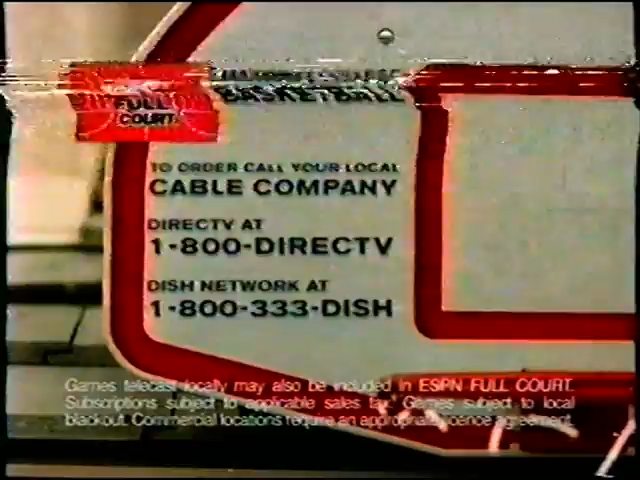 FULL
COURT
BASKETBALL
TO ORDER CALL YOUR LOCAL
CABLE COMPANY
DIRECTV AT
1-800-DIRECTV
DISH NETWORK AT
1-800-333-DISH
Games telecast locally may also be included in ESPN FULL COURT.
Subscriptions subject to applicable sales tax. Games subject to local
blackout. Commercial locations require an appropriate licence agreement.